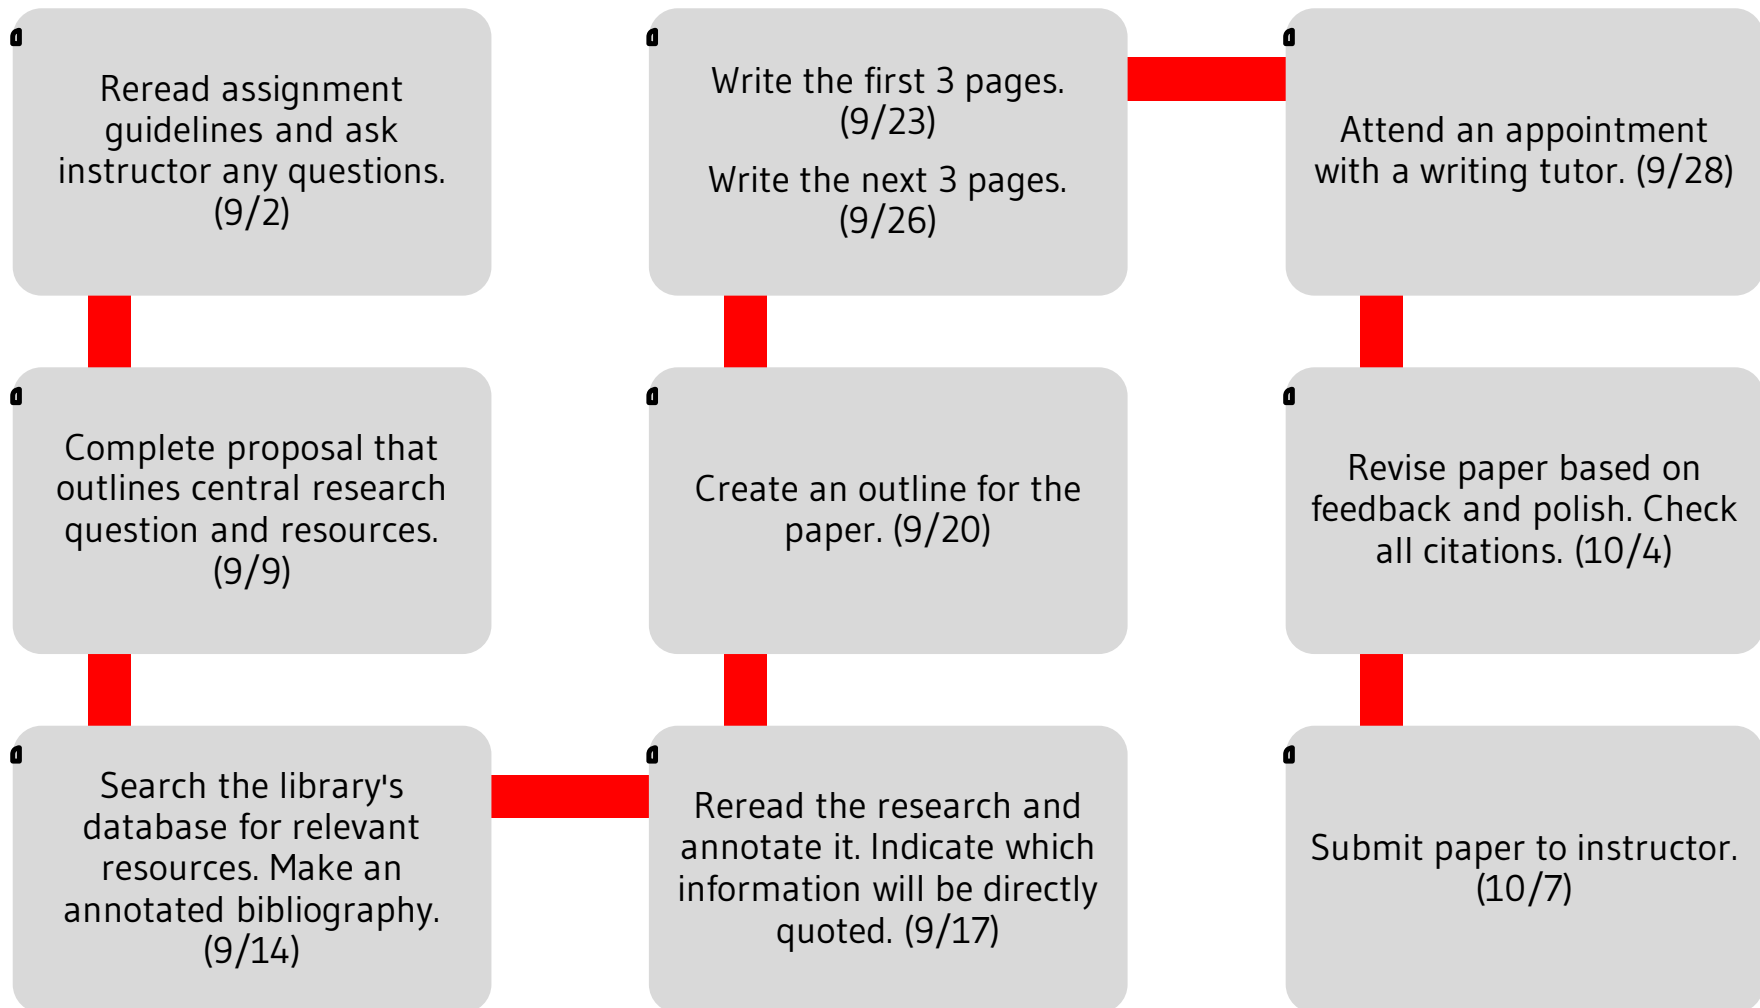 Reread assignment
guidelines and ask
instructor any questions.
(9/2)
Complete proposal that
outlines central research
question and resources.
(9/9)
Search the library's
database for relevant
resources. Make an
annotated bibliography.
(9/14)
Reread the research and
annotate it. Indicate which
information will be directly
quoted. (9/17)
Create an outline for the
paper. (9/20)
Write the first 3 pages.
(9/23)
Write the next 3 pages.
(9/26)
Attend an appointment
with a writing tutor. (9/28)
Revise paper based on
feedback and polish. Check
all citations. (10/4)
Submit paper to instructor.
(10/7)